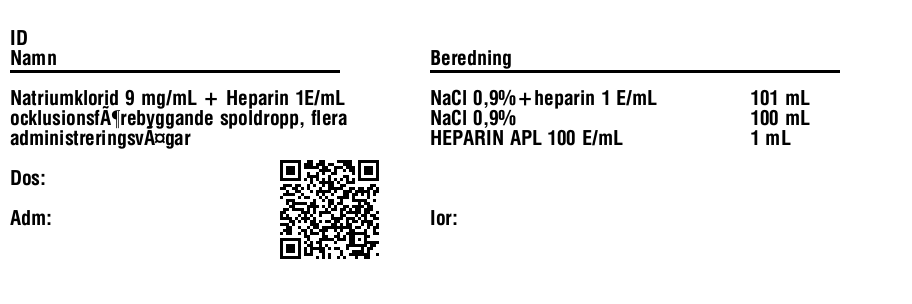 ID
Namn
Natriumklorid 9 mg/mL + Heparin 1E/mL
ocklusionsfÃ¶rebyggande spoldropp, flera
administreringsvÃ¤gar
Dos:
Adm:
Beredning
NaCl 0,9%+heparin 1 E/mL 101 mL
NaCl 0,9% 100 mL
HEPARIN APL 100 E/mL 1 mL
Ior: